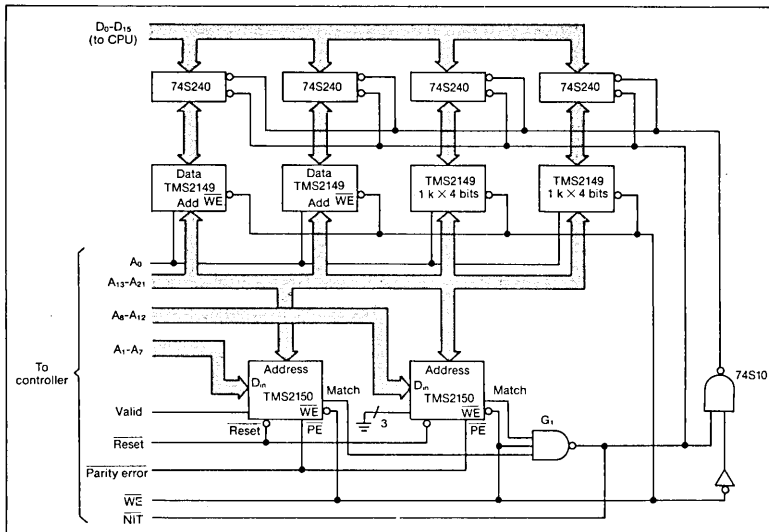 D0-D15
(to CPU)
74S240
74S240
74S240
74S240
Data
TMS2149
Add WE
Data
TMS2149
Add WE
TMS2149
1 k × 4 bits
TMS2149
1 k × 4 bits
A0
A13-A21
A8-A12
A1-A7
To
controller
Address
Din
TMS2150
WE
Match
Address
Din
TMS2150
WE
Match
74S10
G1
Valid
3
Reset
PE
PE
Reset
Parity error
WE
NIT